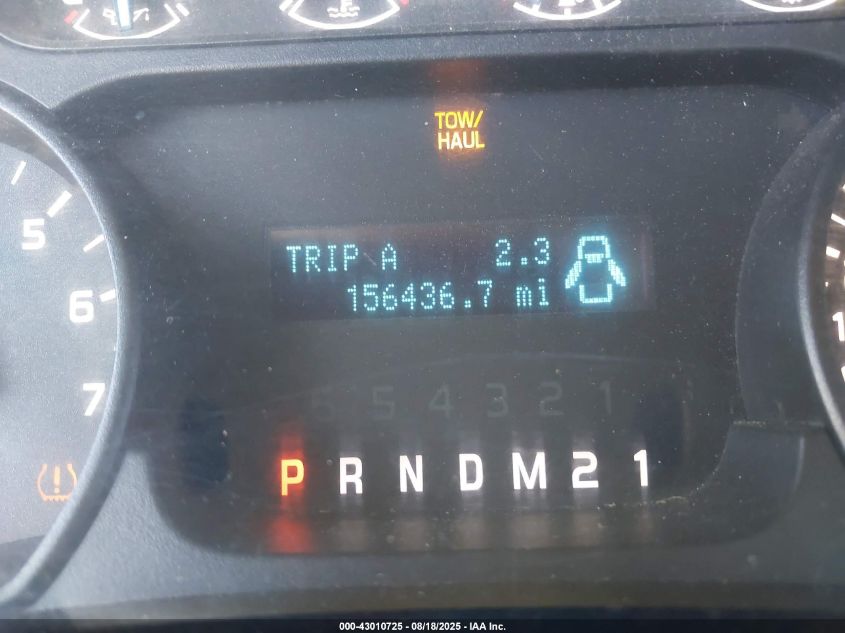 TOW/
HAUL
5
TRIP A 2.3
156436.7 mi
6
7
6 5 4 3 2 1
P R N D M 2 1
000-43010725 - 08/18/2025 - IAA Inc.